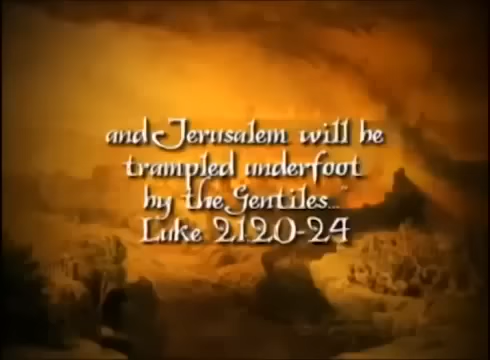 and Jerusalem will be
trampled underfoot
by the Gentiles..."
Luke 21:20-24